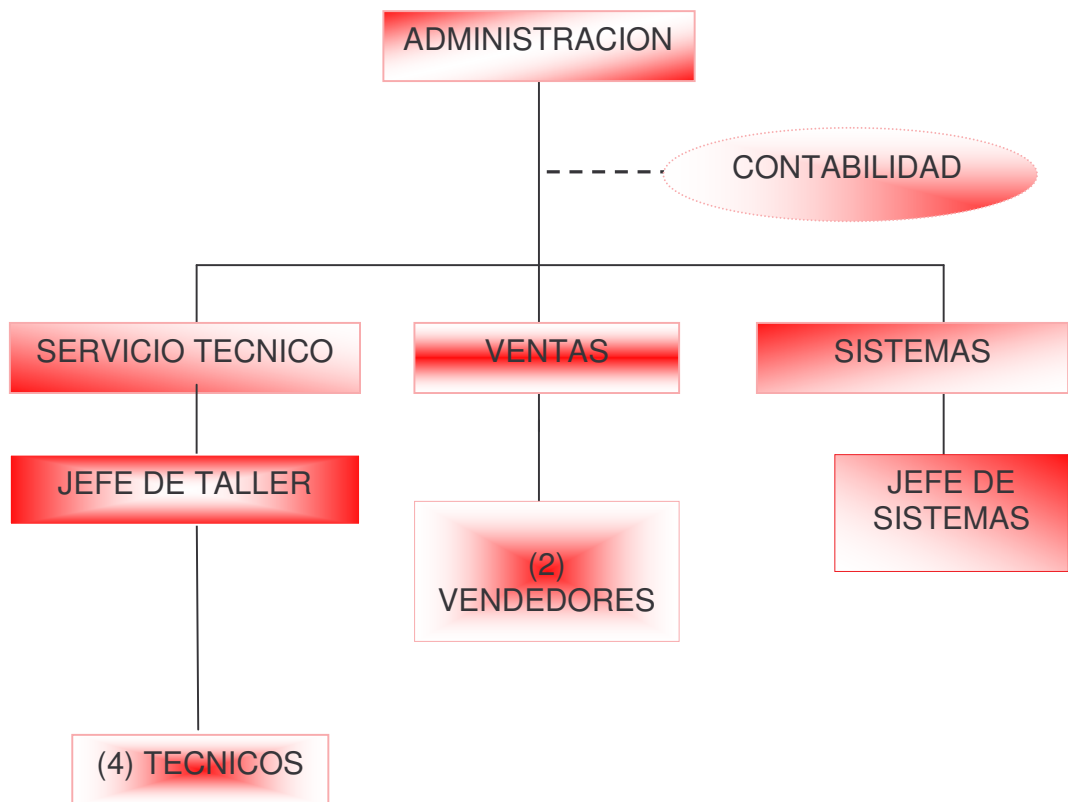 ADMINISTRACION
CONTABILIDAD
SERVICIO TECNICO
VENTAS
SISTEMAS
JEFE DE TALLER
JEFE DE
SISTEMAS
(2)
VENDEDORES
(4) TECNICOS